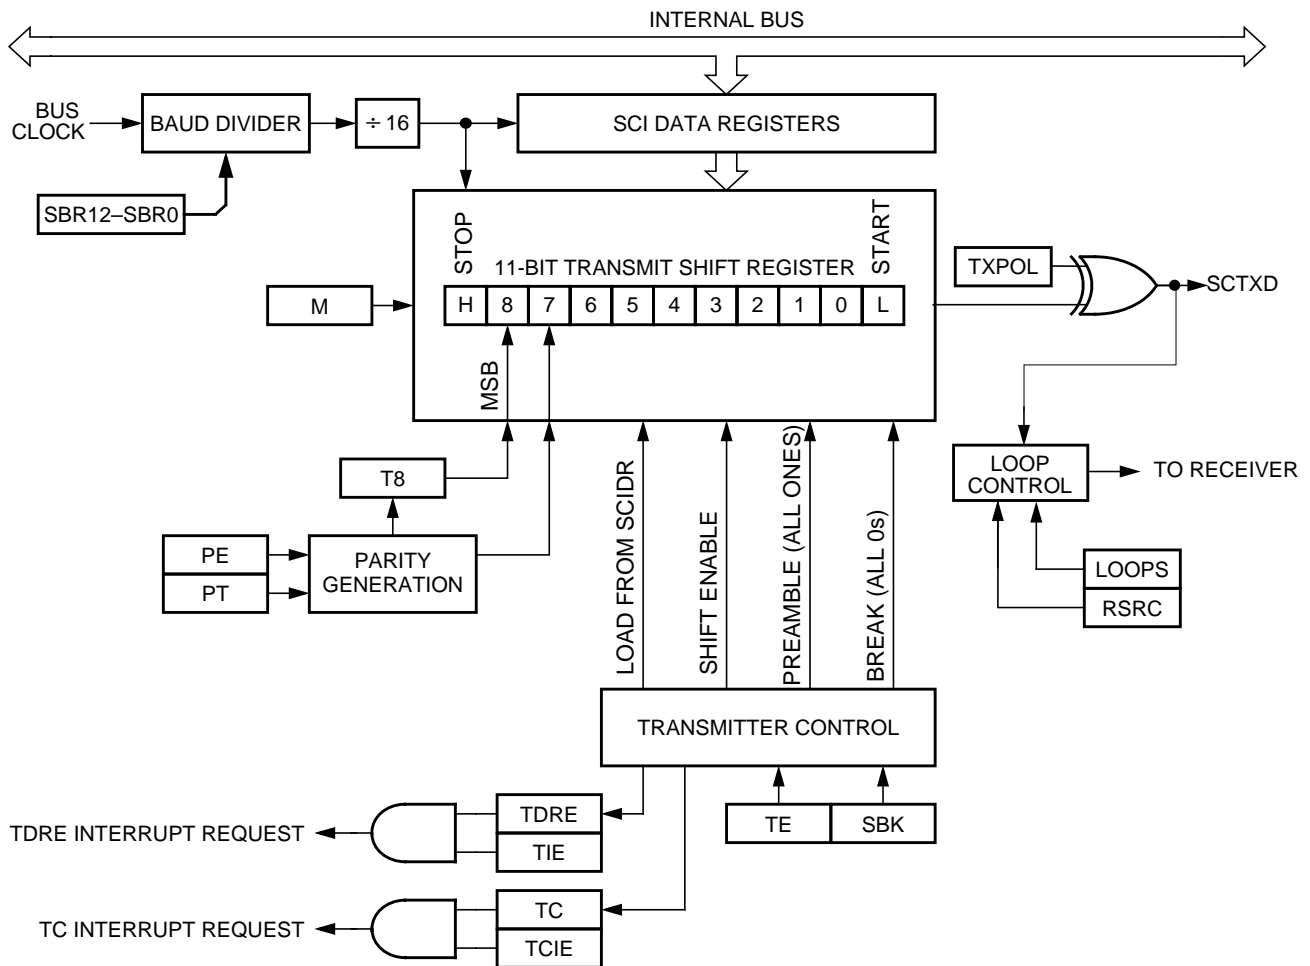 INTERNAL BUS
BUS
CLOCK
BAUD DIVIDER
÷ 16
SCI DATA REGISTERS
SBR12–SBR0
STOP
START
11-BIT TRANSMIT SHIFT REGISTER
H 8 7 6 5 4 3 2 1 0 L
M
TXPOL
SCTXD
MSB
T8
PE
PT
PARITY
GENERATION
LOAD FROM SCIDR
SHIFT ENABLE
PREAMBLE (ALL ONES)
BREAK (ALL 0s)
LOOP
CONTROL
TO RECEIVER
LOOPS
RSRC
TRANSMITTER CONTROL
TE
SBK
TDRE INTERRUPT REQUEST
TDRE
TIE
TC INTERRUPT REQUEST
TC
TCIE